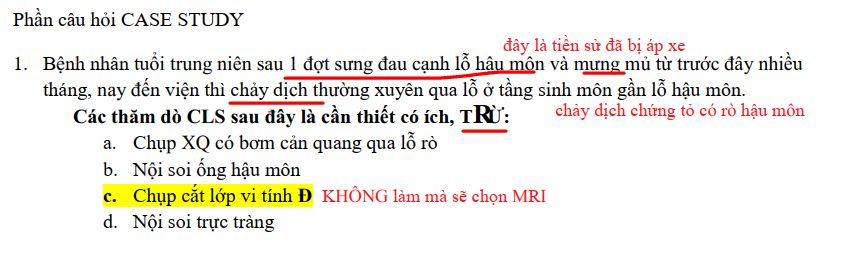 Phần câu hỏi CASE STUDY
đây là tiền sử đã bị áp xe
1. Bệnh nhân tuổi trung niên sau 1 đợt sưng đau cạnh lỗ hậu môn và mưng mủ từ trước đây nhiều
tháng, nay đến viện thì chảy dịch thường xuyên qua lỗ ở tầng sinh môn gần lỗ hậu môn.
Các thăm dò CLS sau đây là cần thiết có ích, TRỪ: chảy dịch chứng tỏ có rò hậu môn
a. Chụp XQ có bơm cản quang qua lỗ rò
b. Nội soi ống hậu môn
c. Chụp cắt lớp vi tính Đ KHÔNG làm mà sẽ chọn MRI
d. Nội soi trực tràng